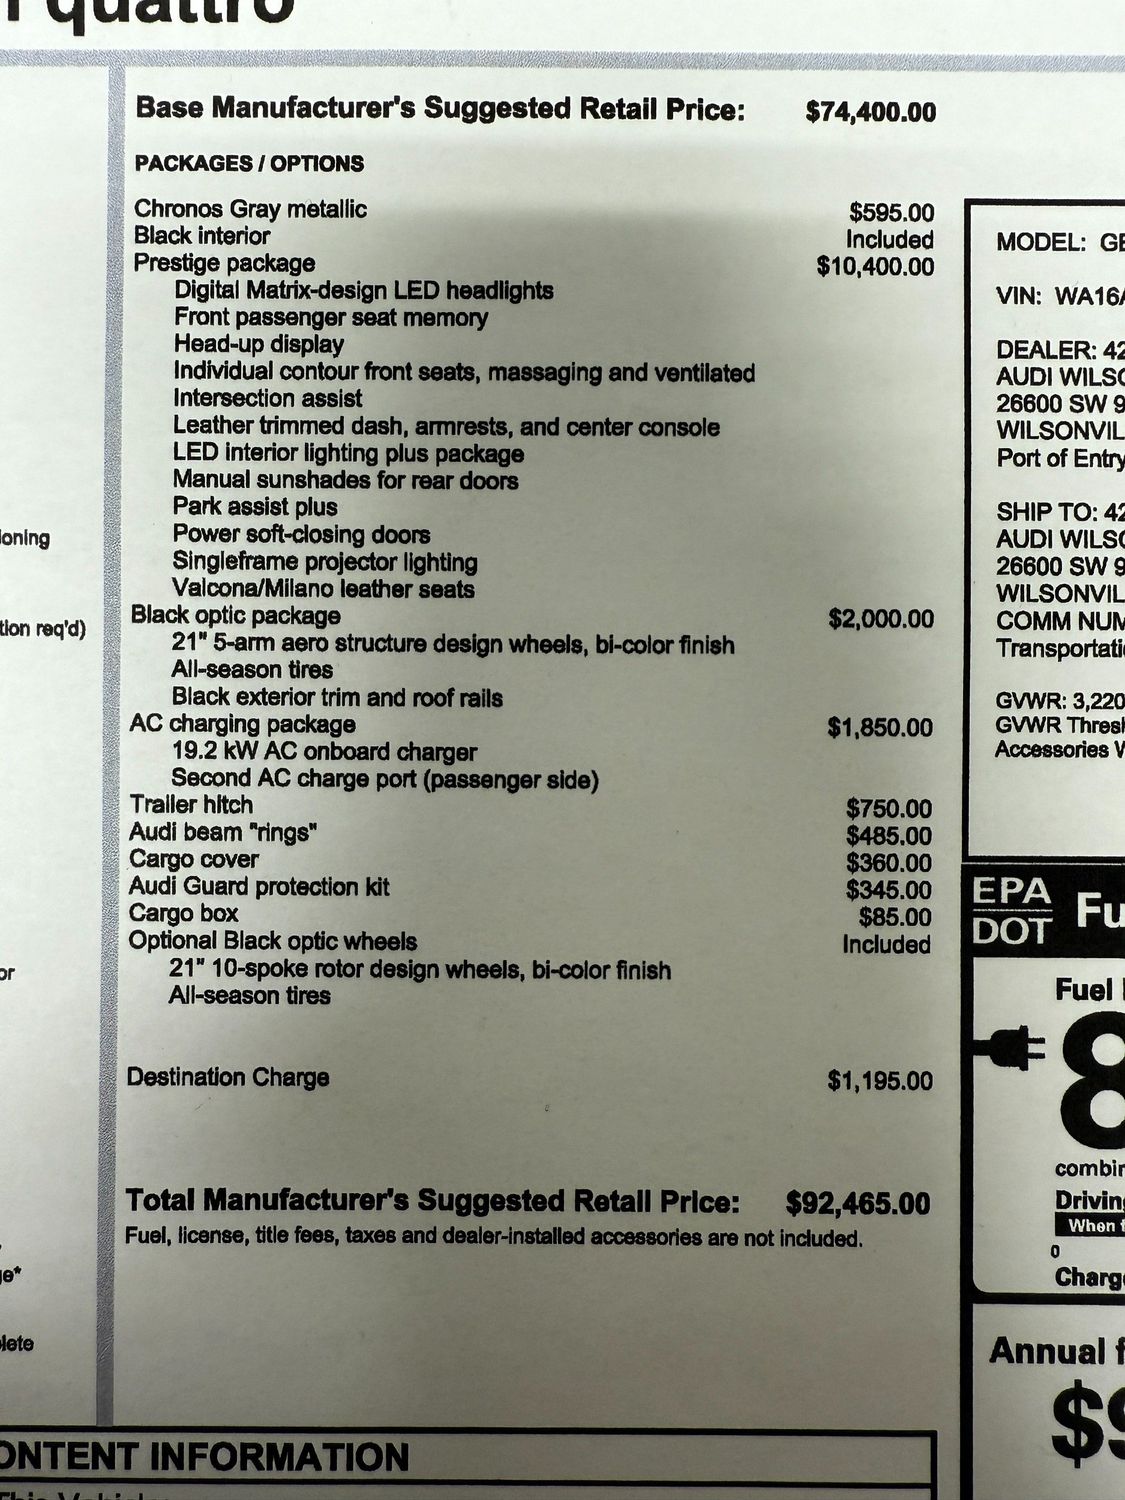 quattro
Base Manufacturer's Suggested Retail Price: $74,400.00
PACKAGES / OPTIONS
Chronos Gray metallic $595.00
Black interior Included
Prestige package $10,400.00
Digital Matrix-design LED headlights
Front passenger seat memory
Head-up display
Individual contour front seats, massaging and ventilated
Intersection assist
Leather trimmed dash, armrests, and center console
LED interior lighting plus package
Manual sunshades for rear doors
Park assist plus
Power soft-closing doors
Singleframe projector lighting
Valcona/Milano leather seats
Black optic package $2,000.00
21" 5-arm aero structure design wheels, bi-color finish
All-season tires
Black exterior trim and roof rails
AC charging package $1,850.00
19.2 kW AC onboard charger
Second AC charge port (passenger side)
Trailer hitch $750.00
Audi beam "rings" $485.00
Cargo cover $360.00
Audi Guard protection kit $345.00
Cargo box $85.00
Optional Black optic wheels Included
21" 10-spoke rotor design wheels, bi-color finish
All-season tires
Destination Charge $1,195.00
Total Manufacturer's Suggested Retail Price: $92,465.00
Fuel, license, title fees, taxes and dealer-installed accessories are not included.
ioning
tion req'd)
or
ge*
plete
MODEL: GE
VIN: WA16A
DEALER: 42
AUDI WILSO
26600 SW 9
WILSONVIL
Port of Entry
SHIP TO: 42
AUDI WILSO
26600 SW 9
WILSONVIL
COMM NUM
Transportati
GVWR: 3,220
GVWR Thresh
Accessories W
EPA
DOT
Fu
Fuel
8
combin
Driving
When f
0
Charg
Annual f
$9
ONTENT INFORMATION